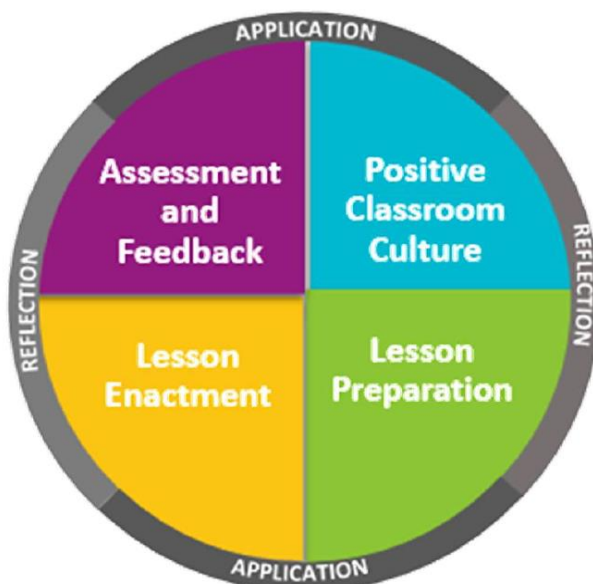 APPLICATION
Assessment
and
Feedback
Positive
Classroom
Culture
REFLECTION
REFLECTION
Lesson
Enactment
Lesson
Preparation
APPLICATION